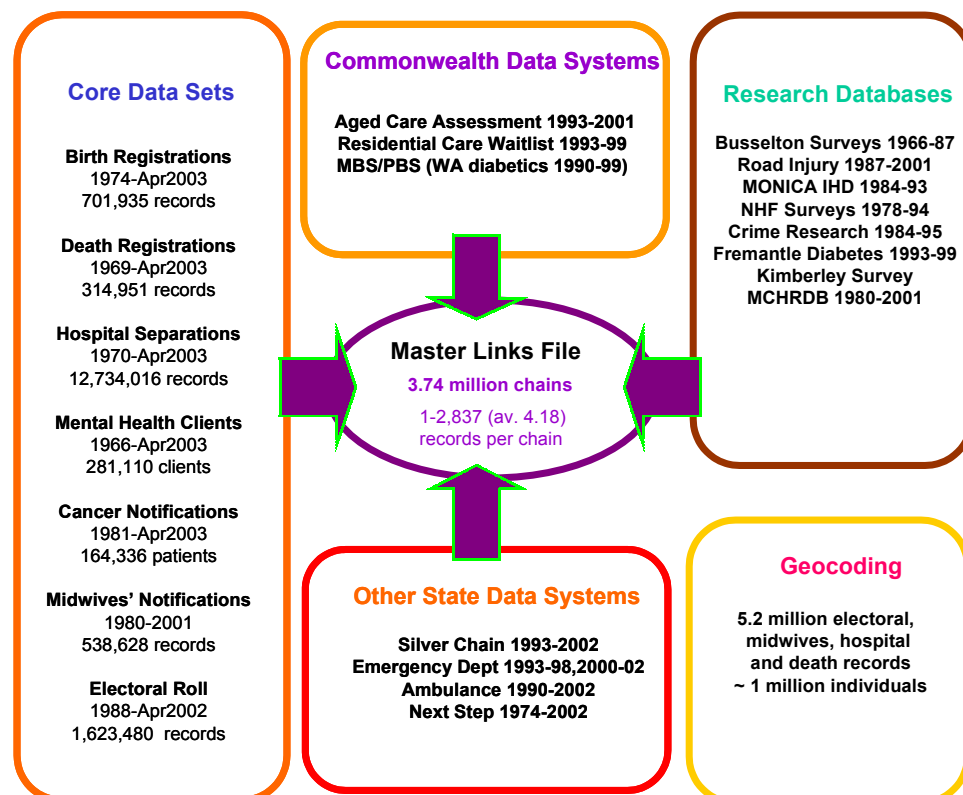 Core Data Sets
Birth Registrations
1974-Apr2003
701,935 records
Death Registrations
1969-Apr2003
314,951 records
Hospital Separations
1970-Apr2003
12,734,016 records
Mental Health Clients
1966-Apr2003
281,110 clients
Cancer Notifications
1981-Apr2003
164,336 patients
Midwives' Notifications
1980-2001
538,628 records
Electoral Roll
1988-Apr2002
1,623,480 records
Commonwealth Data Systems
Aged Care Assessment 1993-2001
Residential Care Waitlist 1993-99
MBS/PBS (WA diabetics 1990-99)
Master Links File
3.74 million chains
1-2,837 (av. 4.18)
records per chain
Other State Data Systems
Silver Chain 1993-2002
Emergency Dept 1993-98,2000-02
Ambulance 1990-2002
Next Step 1974-2002
Research Databases
Busselton Surveys 1966-87
Road Injury 1987-2001
MONICA IHD 1984-93
NHF Surveys 1978-94
Crime Research 1984-95
Fremantle Diabetes 1993-99
Kimberley Survey
MCHRDB 1980-2001
Geocoding
5.2 million electoral,
midwives, hospital
and death records
~ 1 million individuals